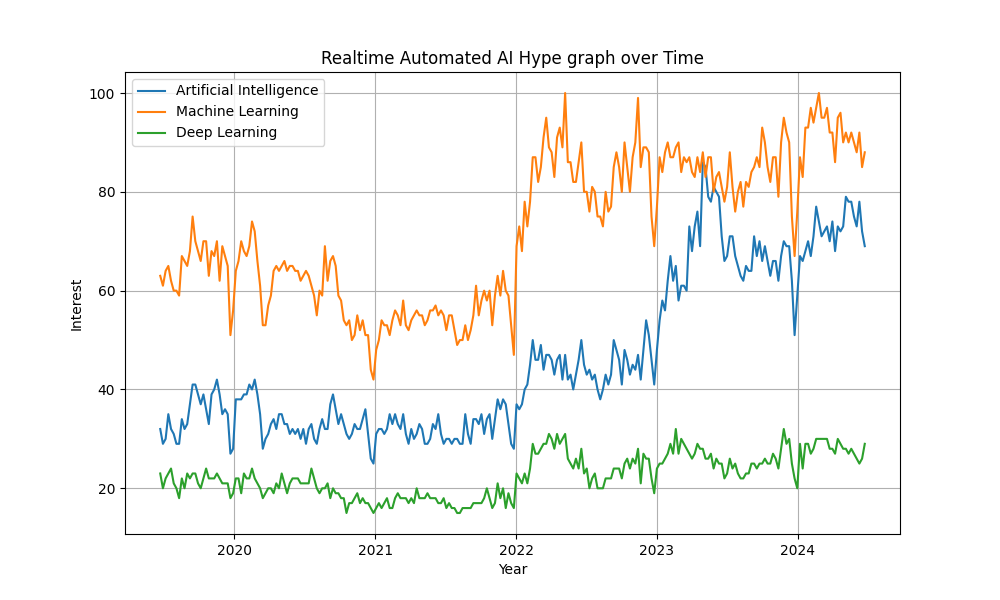 Realtime Automated AI Hype graph over Time
Artificial Intelligence
Machine Learning
Deep Learning
100
80
60
40
20
Interest
2020 2021 2022 2023 2024
Year